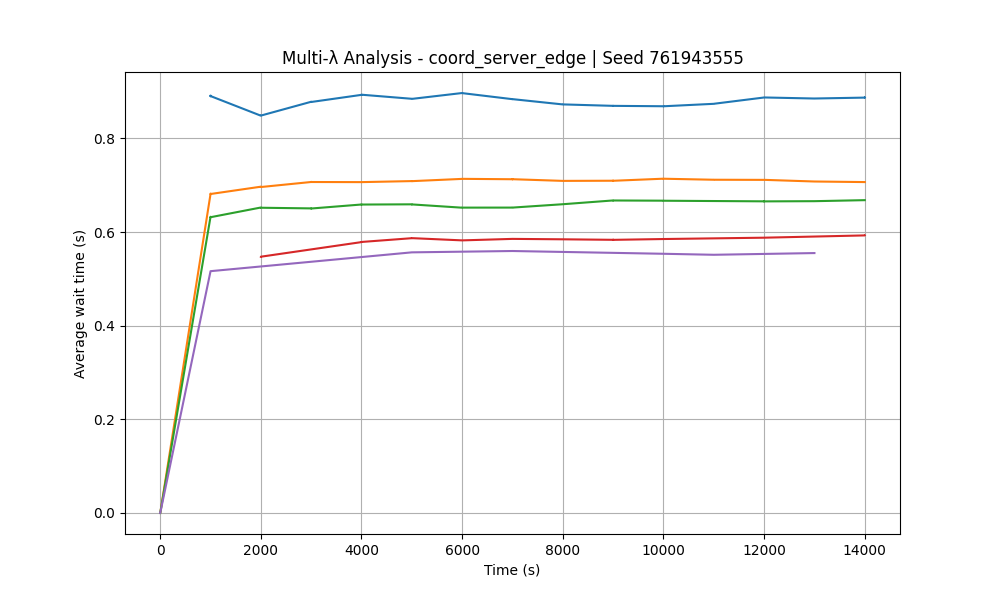 Multi-λ Analysis - coord_server_edge | Seed 761943555
Average wait time (s)
0.8
0.6
0.4
0.2
0.0
0 2000 4000 6000 8000 10000 12000 14000
Time (s)